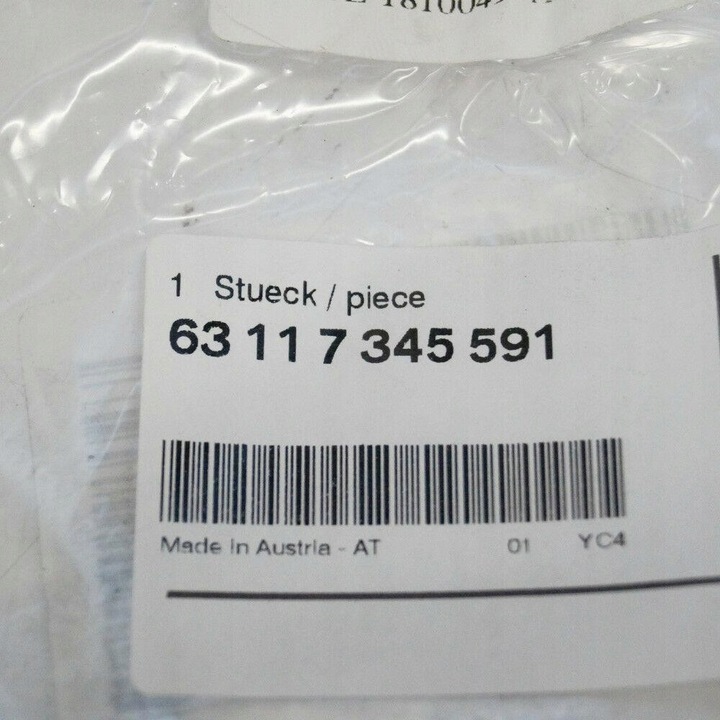 1 Stueck / piece
63 11 7 345 591
Made in Austria - AT 01 YC4